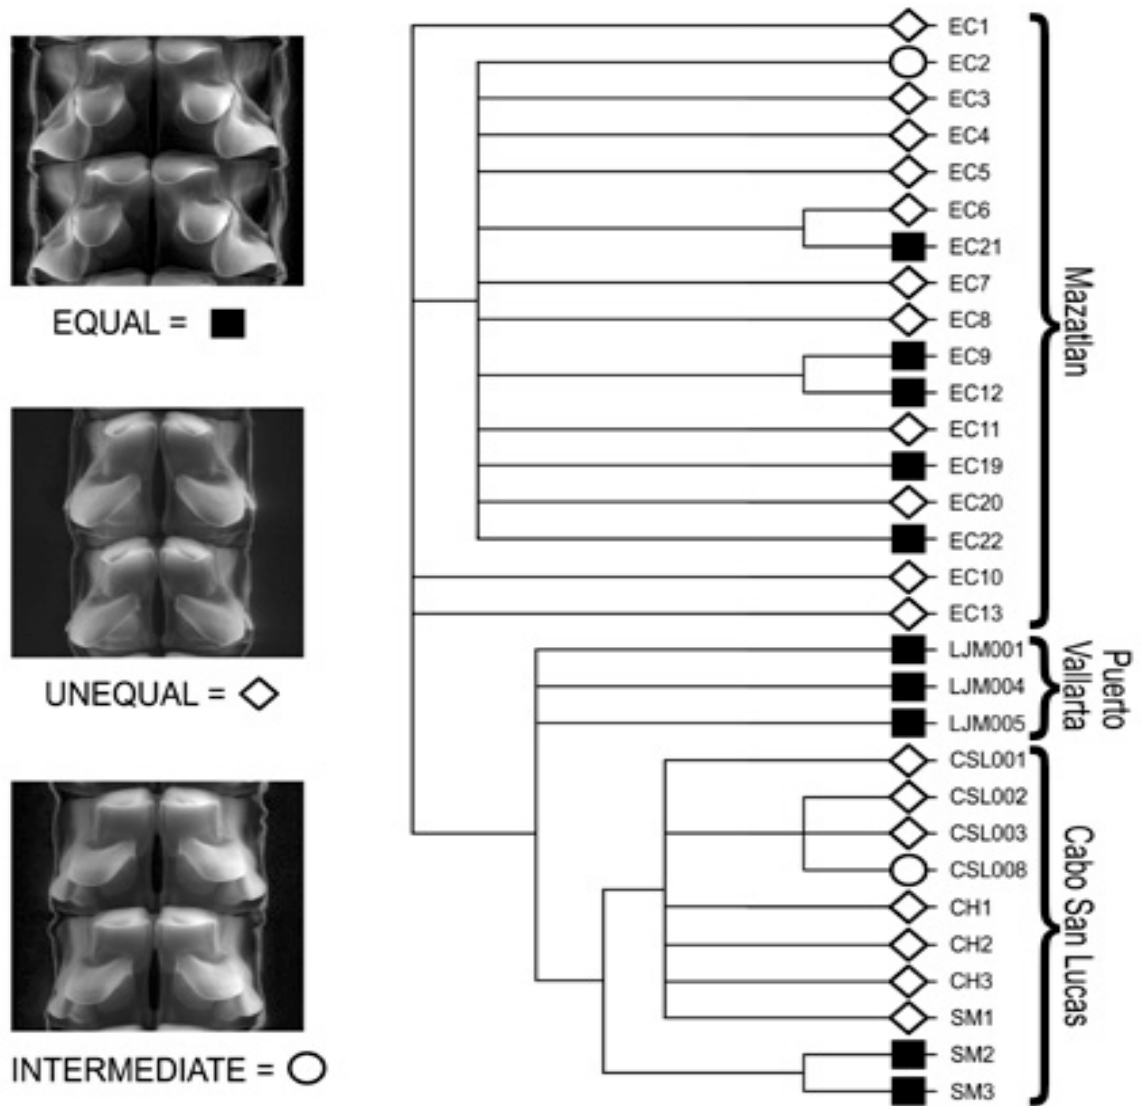 EQUAL =
UNEQUAL =
INTERMEDIATE =
EC1
EC2
EC3
EC4
EC5
EC6
EC21
EC7
EC8
EC9
EC12
EC11
EC19
EC20
EC22
EC10
EC13
LJM001
LJM004
LJM005
CSL001
CSL002
CSL003
CSL008
CH1
CH2
CH3
SM1
SM2
SM3
Mazatlan
Puerto
Vallarta
Cabo San Lucas